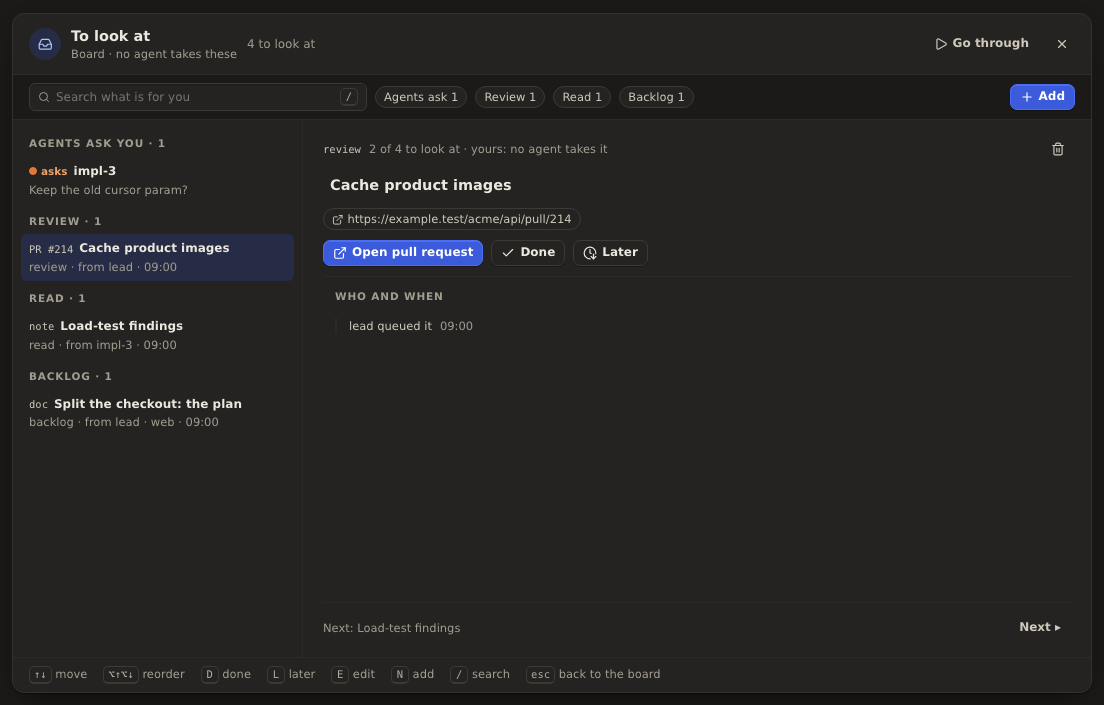 To look at
Board · no agent takes these
4 to look at
Go through
Search what is for you
/
Agents ask 1
Review 1
Read 1
Backlog 1
Add
AGENTS ASK YOU · 1
asks impl-3
Keep the old cursor param?
REVIEW · 1
PR #214 Cache product images
review · from lead · 09:00
READ · 1
note Load-test findings
read · from impl-3 · 09:00
BACKLOG · 1
doc Split the checkout: the plan
backlog · from lead · web · 09:00
review 2 of 4 to look at · yours: no agent takes it
Cache product images
https://example.test/acme/api/pull/214
Open pull request
Done
Later
WHO AND WHEN
lead queued it 09:00
Next: Load-test findings
Next ▸
↑↓ move ⌥↑⌥↓ reorder D done L later E edit N add / search esc back to the board